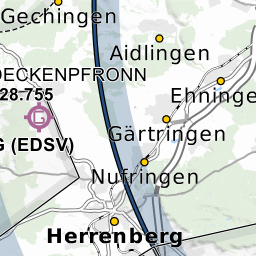 Gechingen
Aidlingen
DECKENPFRONN
28.755
Ehninge
G (EDSV)
Gärtringen
Nufringen
Herrenberg